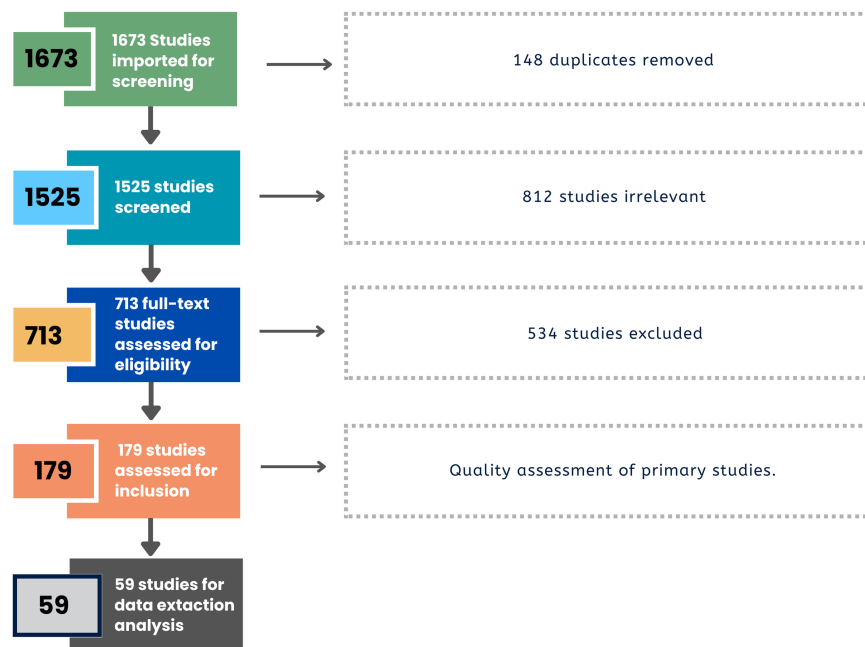 1673
1673 Studies
imported for
screening
148 duplicates removed
1525
1525 studies
screened
812 studies irrelevant
713
713 full-text
studies
assessed for
eligibility
534 studies excluded
179
179 studies
assessed for
inclusion
Quality assessment of primary studies.
59
59 studies for
data extaction
analysis